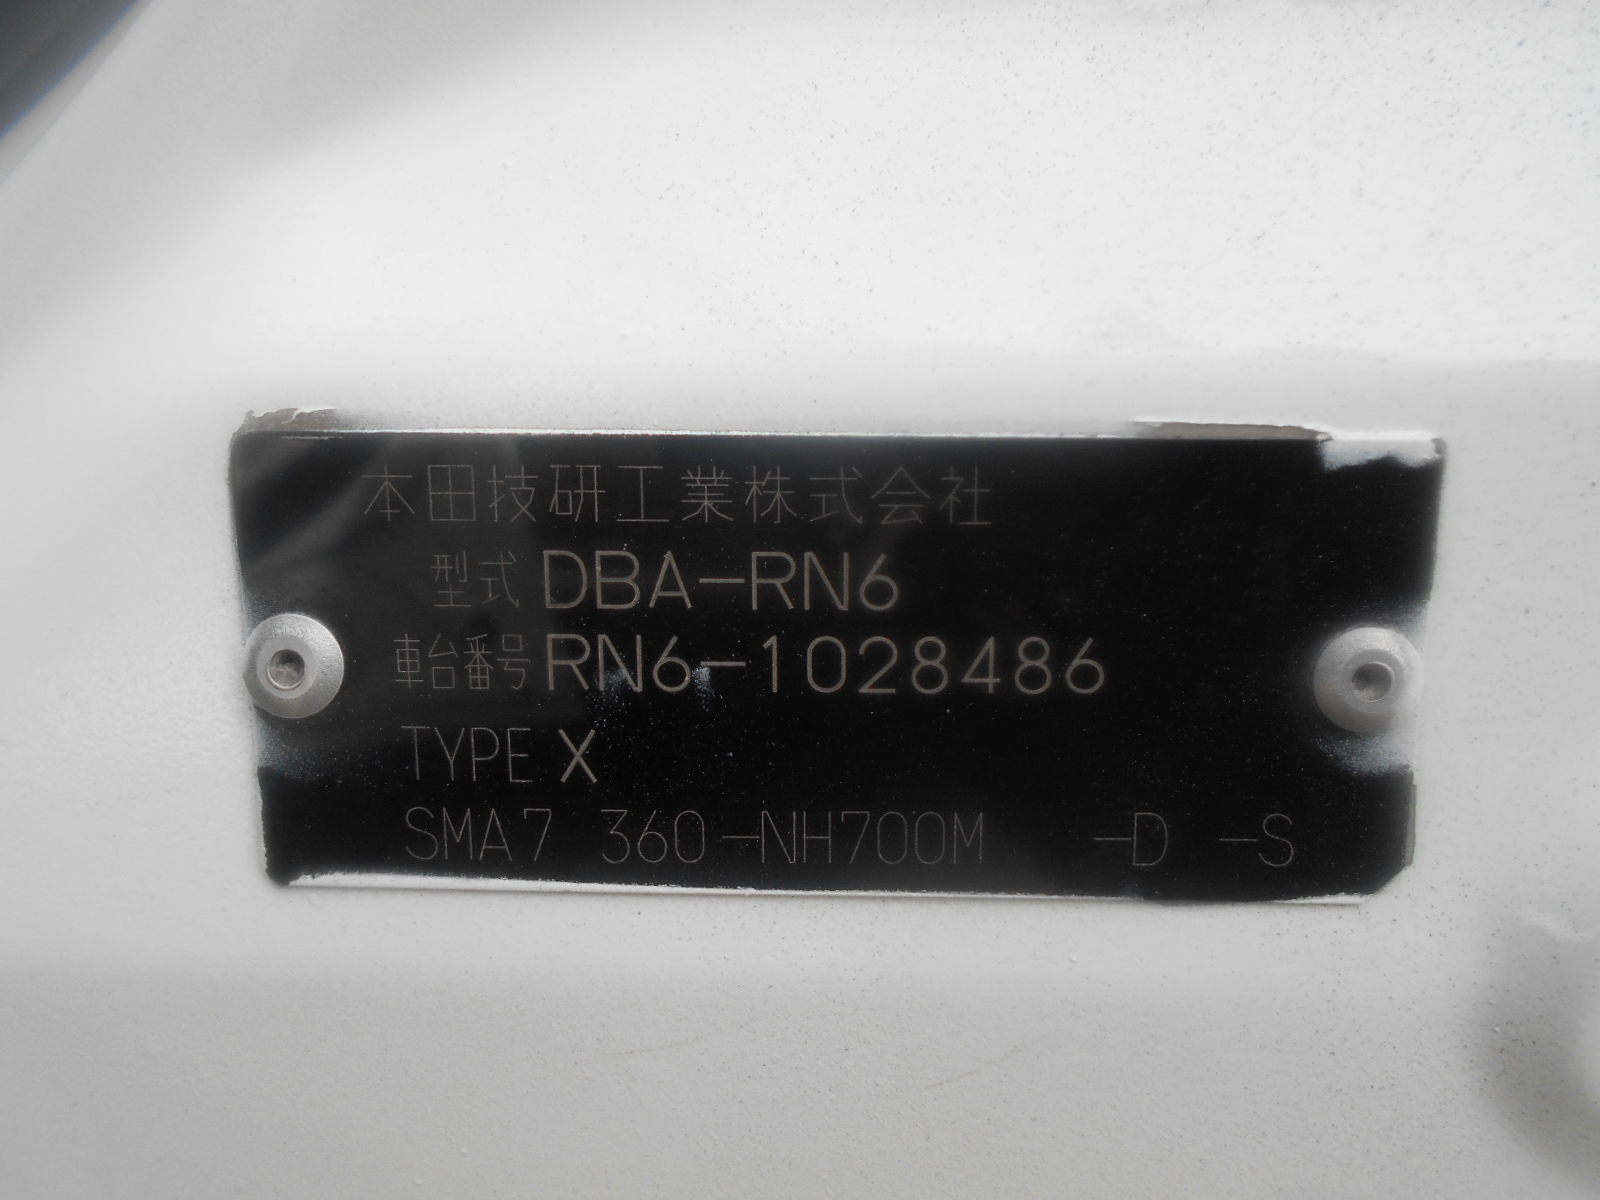 本田技研工業株式会社
型式 DBA-RN6
車台番号 RN6-1028486
TYPE X
SMA7 360-NH700M -D -S